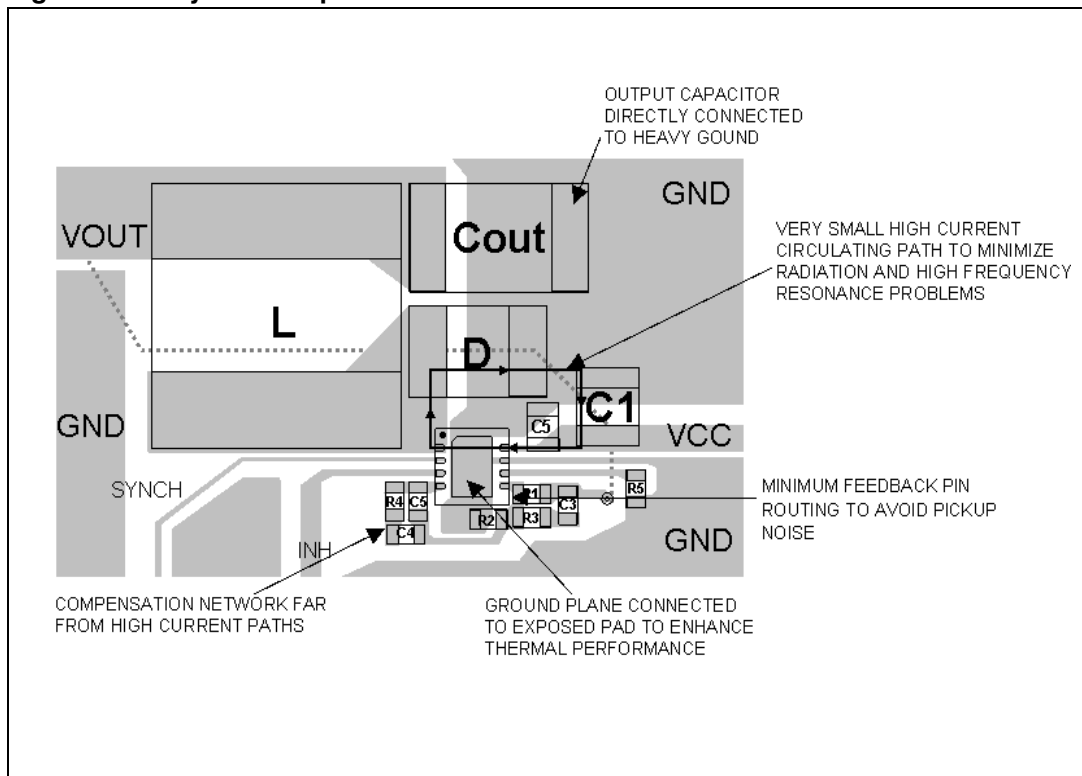 OUTPUT CAPACITOR
DIRECTLY CONNECTED
TO HEAVY GOUND
GND
VERY SMALL HIGH CURRENT
CIRCULATING PATH TO MINIMIZE
RADIATION AND HIGH FREQUENCY
RESONANCE PROBLEMS
VOUT
Cout
L
D
C1
GND
C5
VCC
SYNCH
R4
C5
R1
C3
R5
MINIMUM FEEDBACK PIN
ROUTING TO AVOID PICKUP
NOISE
R2
R3
C4
INH
GND
COMPENSATION NETWORK FAR
FROM HIGH CURRENT PATHS
GROUND PLANE CONNECTED
TO EXPOSED PAD TO ENHANCE
THERMAL PERFORMANCE